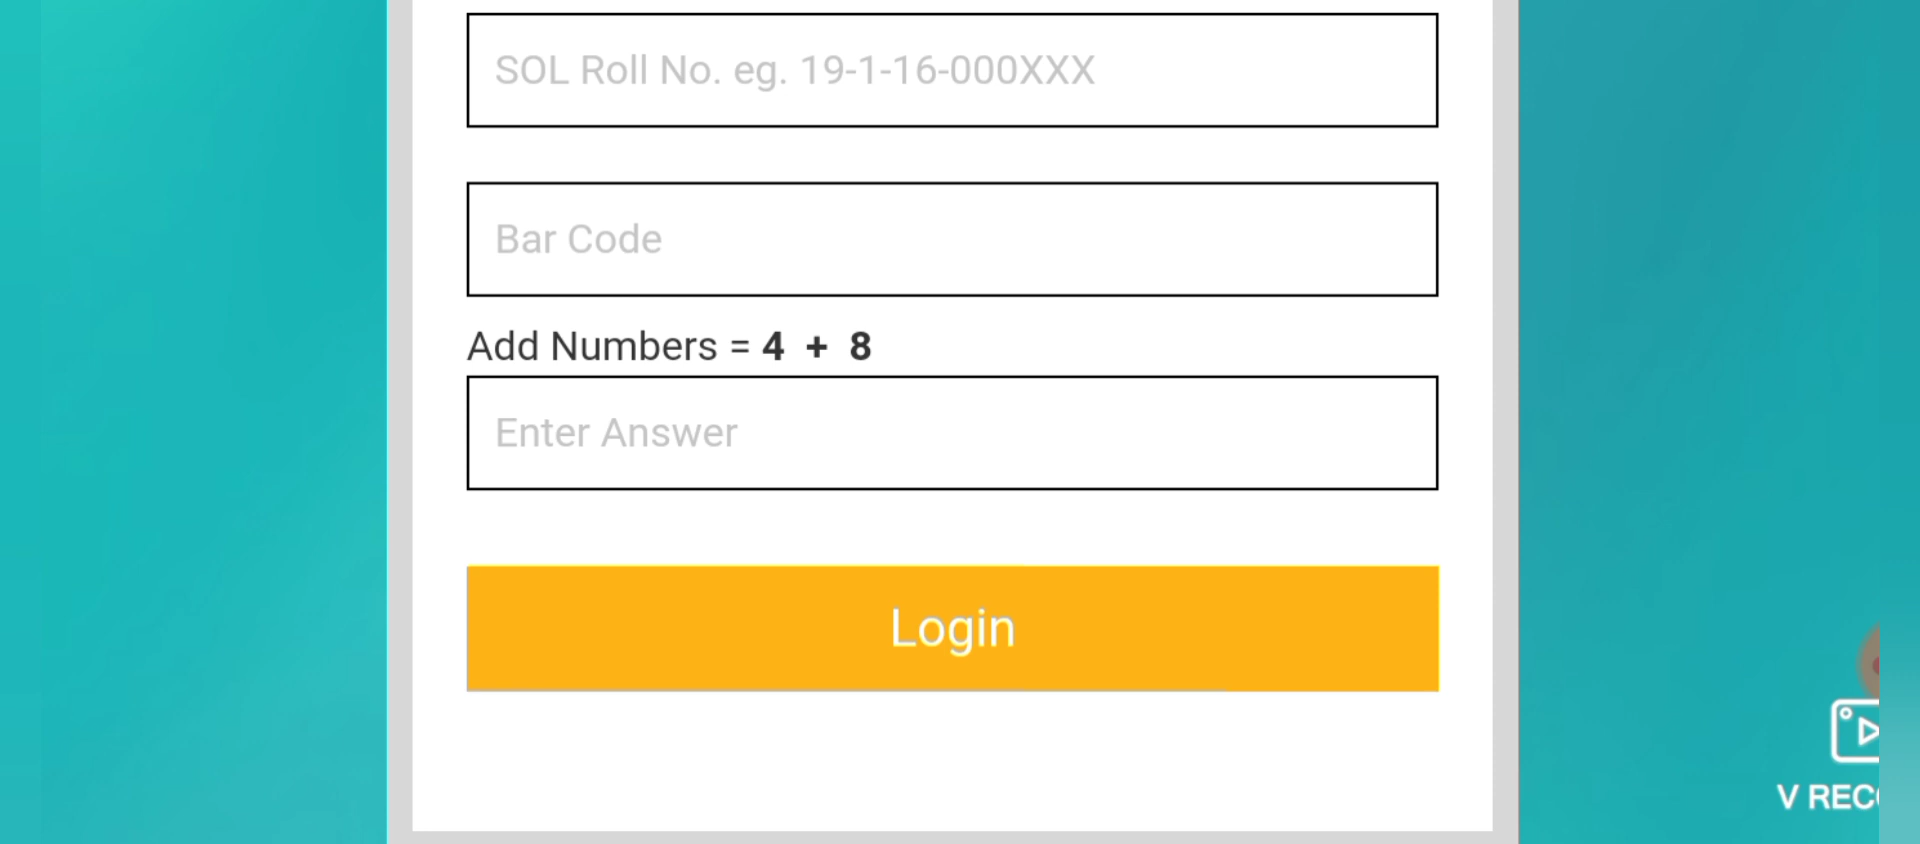 SOL Roll No. eg. 19-1-16-000XXX
Bar Code
Add Numbers = 4 + 8
Enter Answer
Login
V